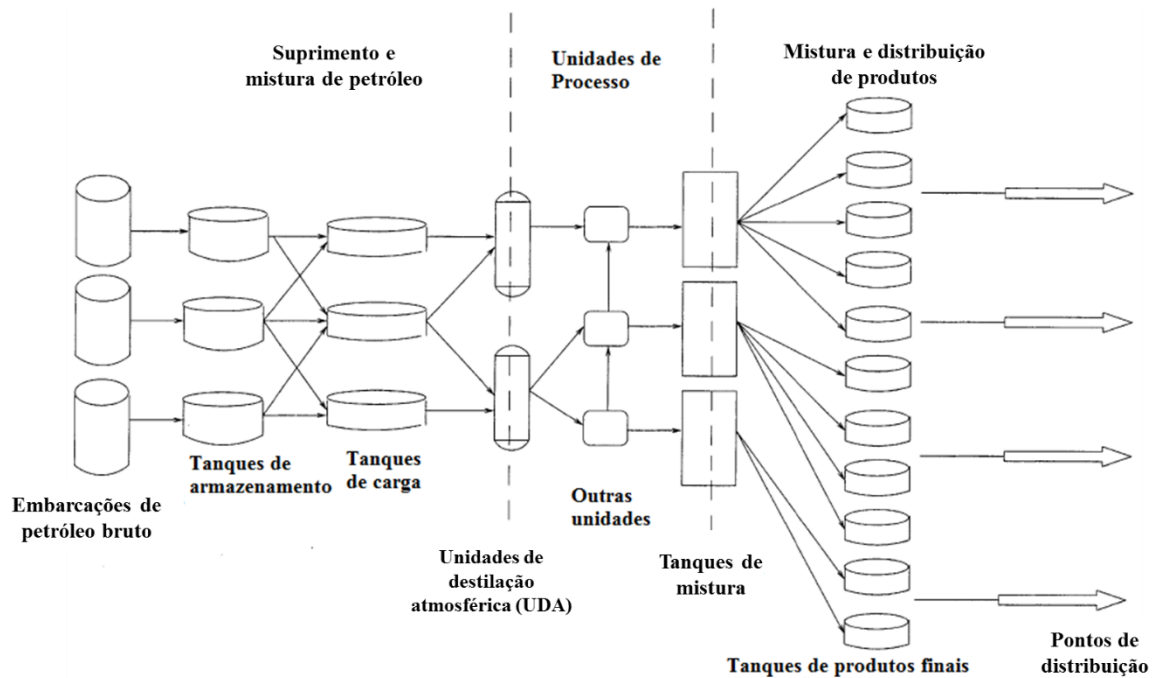 Suprimento e
mistura de petróleo
Unidades de
Processo
Mistura e distribuição
de produtos
Tanques de
armazenamento
Tanques
de carga
Embarcações de
petróleo bruto
Outras
unidades
Unidades de
destilação
atmosférica (UDA)
Tanques de
mistura
Tanques de produtos finais
Pontos de
distribuição